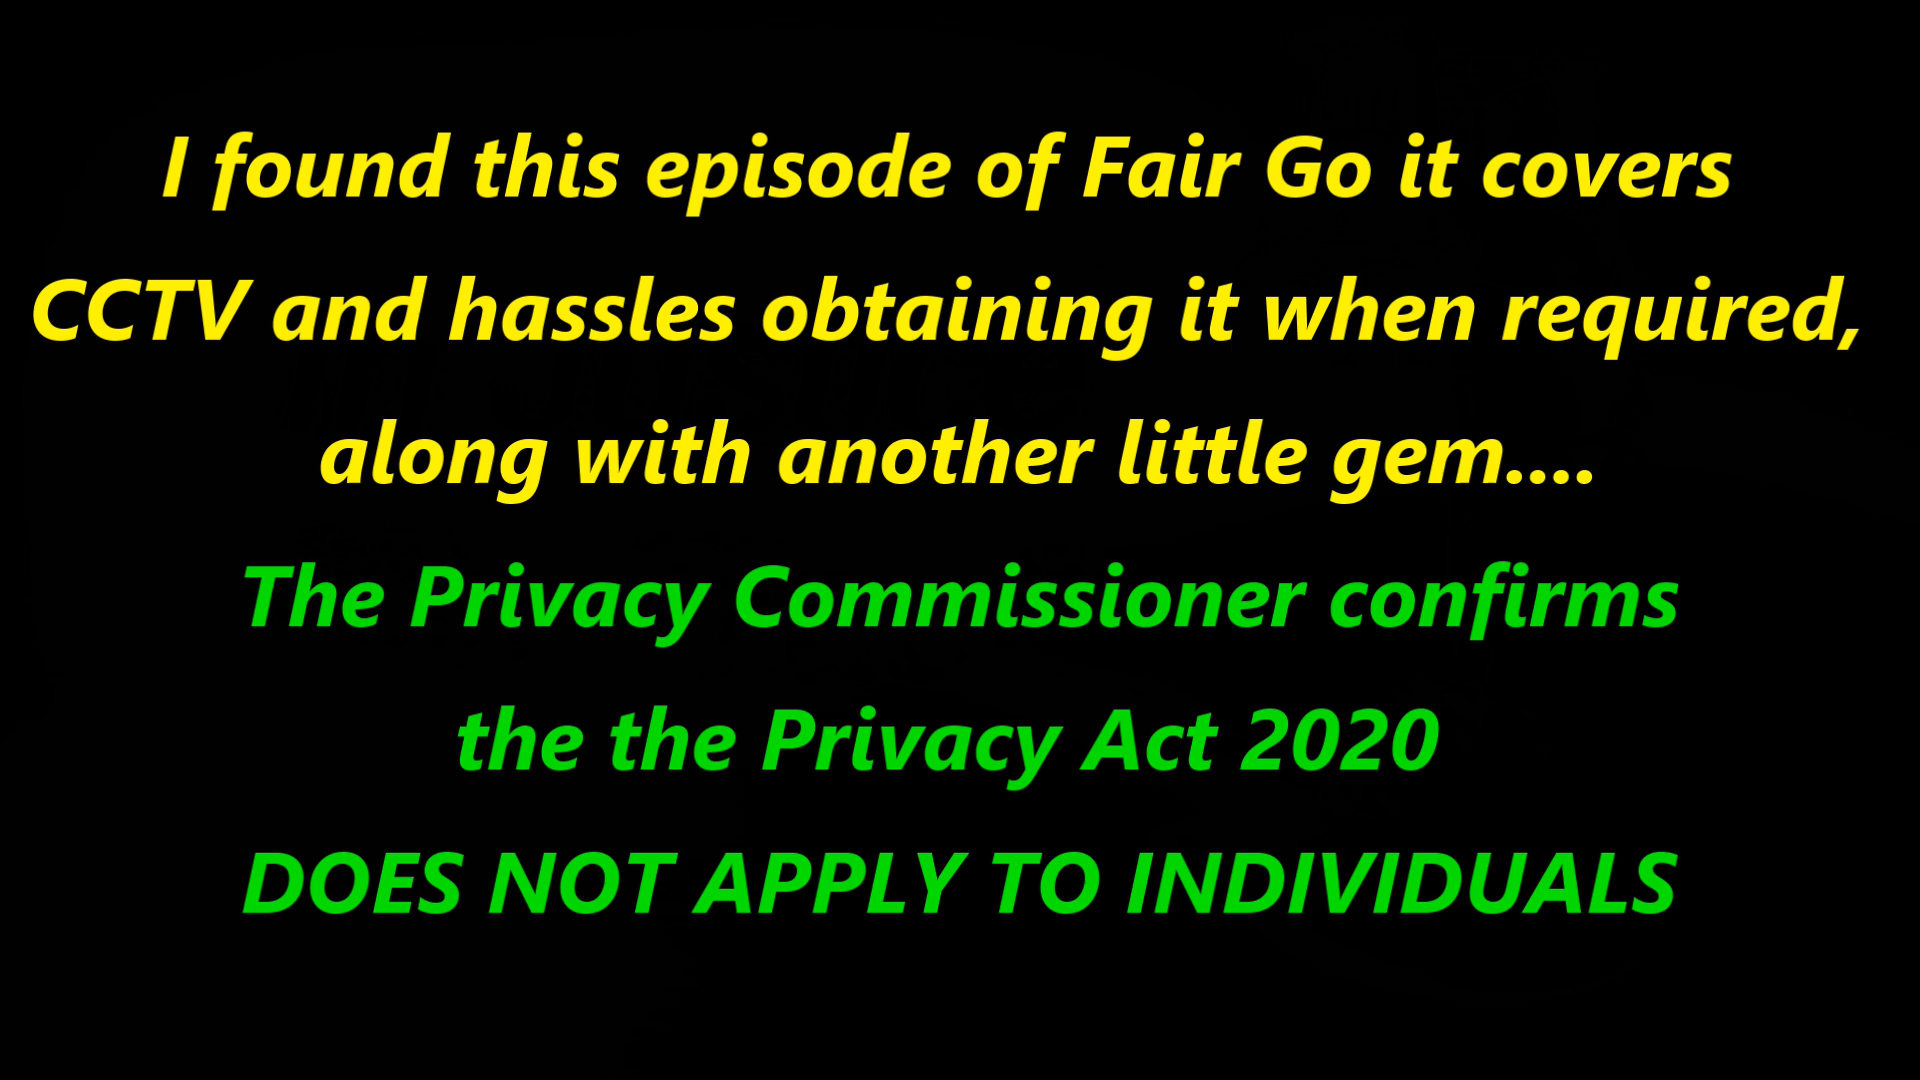 I found this episode of Fair Go it covers
CCTV and hassles obtaining it when required,
along with another little gem....
The Privacy Commissioner confirms
the the Privacy Act 2020
DOES NOT APPLY TO INDIVIDUALS